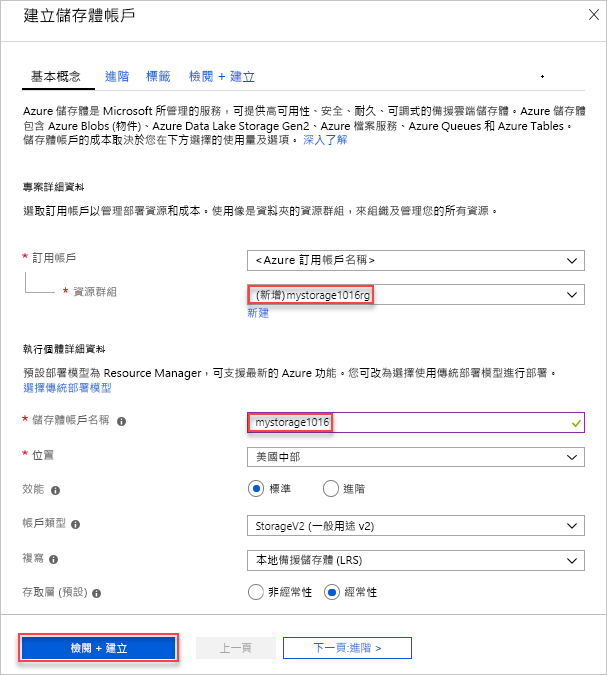 建立儲存體帳戶
基本概念 進階 標籤 檢閱 + 建立
Azure 儲存體是 Microsoft 所管理的服務，可提供高可用性、安全、耐久、可調式的備援雲端儲存體。Azure 儲存體
包含 Azure Blobs (物件)、Azure Data Lake Storage Gen2、Azure 檔案服務、Azure Queues 和 Azure Tables。
儲存體帳戶的成本取決於您在下方選擇的使用量及選項。 深入了解
專案詳細資料
選取訂用帳戶以管理部署資源和成本。使用像是資料夾的資源群組，來組織及管理您的所有資源。
* 訂用帳戶 <Azure 訂用帳戶名稱>
* 資源群組 (新增)mystorage1016rg
新建
執行個體詳細資料
預設部署模型為 Resource Manager，可支援最新的 Azure 功能。您可改為選擇使用傳統部署模型進行部署。
選擇傳統部署模型
* 儲存體帳戶名稱 mystorage1016
* 位置 美國中部
效能 標準 進階
帳戶類型 StorageV2 (一般用途 v2)
複寫 本地備援儲存體 (LRS)
存取層 (預設) 非經常性 經常性
檢閱 + 建立 上一頁 下一頁:進階 >